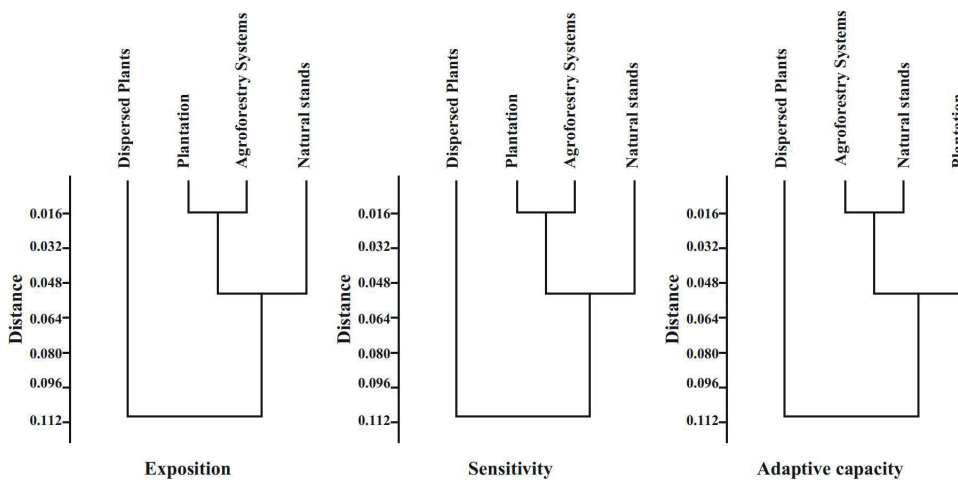 Dispersed Plants
Plantation
Agroforestry Systems
Natural stands
Distance
0.016
0.032
0.048
0.064
0.080
0.096
0.112
Exposition
Dispersed Plants
Plantation
Agroforestry Systems
Natural stands
Distance
0.016
0.032
0.048
0.064
0.080
0.096
0.112
Sensitivity
Dispersed Plants
Agroforestry Systems
Natural stands
Plantation
Distance
0.016
0.032
0.048
0.064
0.080
0.096
0.112
Adaptive capacity